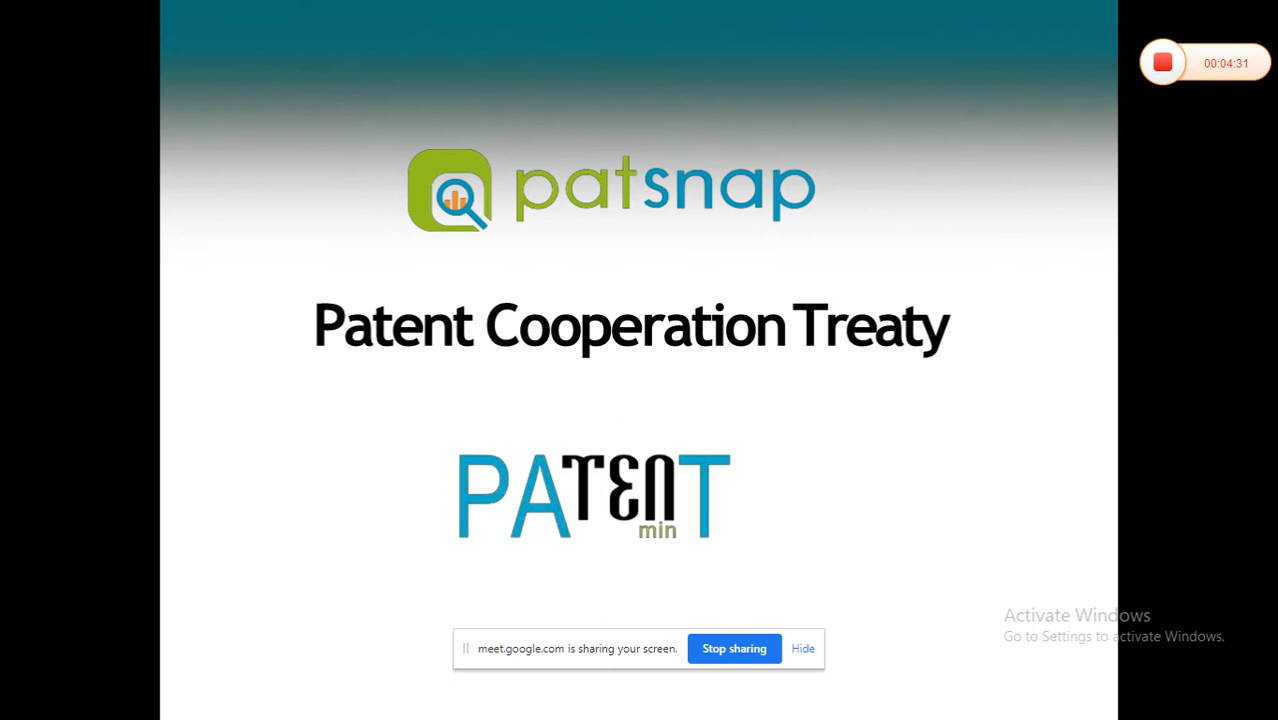 00:04:31
patsnap
Patent Cooperation Treaty
PATENT
min
Activate Windows
Go to Settings to activate Windows.
meet.google.com is sharing your screen.
Stop sharing
Hide